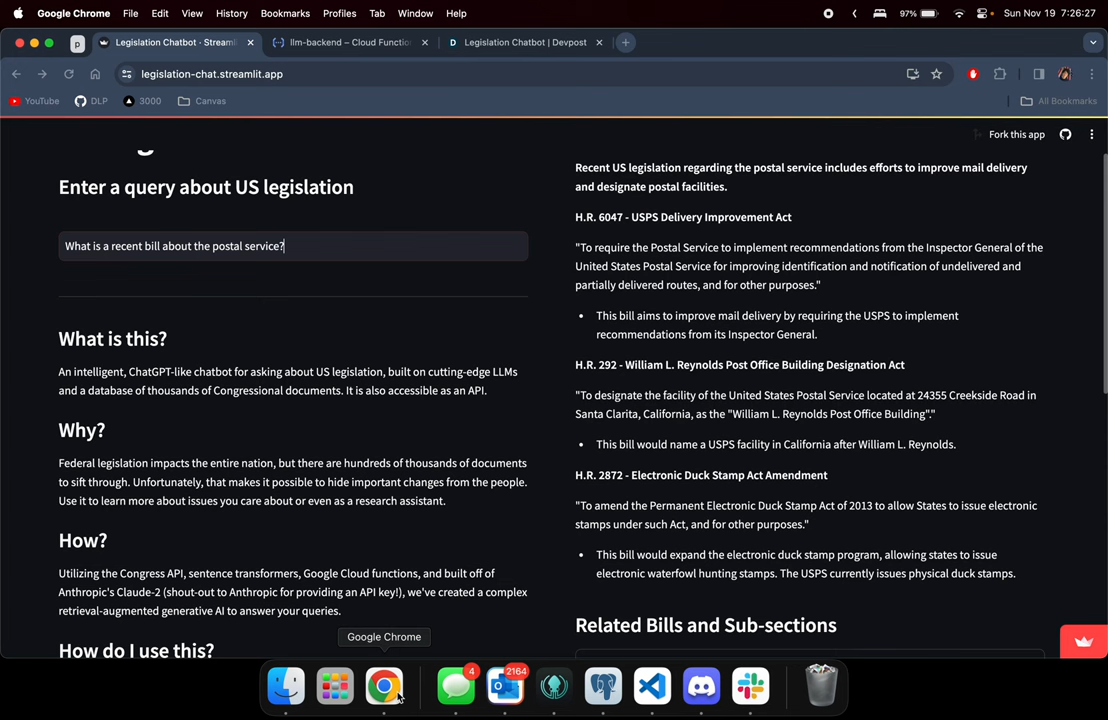 Google Chrome File Edit View History Bookmarks Profiles Tab Window Help 97% Sun Nov 19 7:26:27
p Legislation Chatbot · Streaml llm-backend – Cloud Functio D Legislation Chatbot | Devpost
legislation-chat.streamlit.app
YouTube DLP 3000 Canvas All Bookmarks
Fork this app
Enter a query about US legislation
What is a recent bill about the postal service?
What is this?
An intelligent, ChatGPT-like chatbot for asking about US legislation, built on cutting-edge LLMs
and a database of thousands of Congressional documents. It is also accessible as an API.
Why?
Federal legislation impacts the entire nation, but there are hundreds of thousands of documents
to sift through. Unfortunately, that makes it possible to hide important changes from the people.
Use it to learn more about issues you care about or even as a research assistant.
How?
Utilizing the Congress API, sentence transformers, Google Cloud functions, and built off of
Anthropic's Claude-2 (shout-out to Anthropic for providing an API key!), we've created a complex
retrieval-augmented generative AI to answer your queries.
How do I use this?
Recent US legislation regarding the postal service includes efforts to improve mail delivery
and designate postal facilities.
H.R. 6047 - USPS Delivery Improvement Act
"To require the Postal Service to implement recommendations from the Inspector General of the
United States Postal Service for improving identification and notification of undelivered and
partially delivered routes, and for other purposes."
• This bill aims to improve mail delivery by requiring the USPS to implement
recommendations from its Inspector General.
H.R. 292 - William L. Reynolds Post Office Building Designation Act
"To designate the facility of the United States Postal Service located at 24355 Creekside Road in
Santa Clarita, California, as the "William L. Reynolds Post Office Building"."
• This bill would name a USPS facility in California after William L. Reynolds.
H.R. 2872 - Electronic Duck Stamp Act Amendment
"To amend the Permanent Electronic Duck Stamp Act of 2013 to allow States to issue electronic
stamps under such Act, and for other purposes."
• This bill would expand the electronic duck stamp program, allowing states to issue
electronic waterfowl hunting stamps. The USPS currently issues physical duck stamps.
Related Bills and Sub-sections
Google Chrome
4 2164